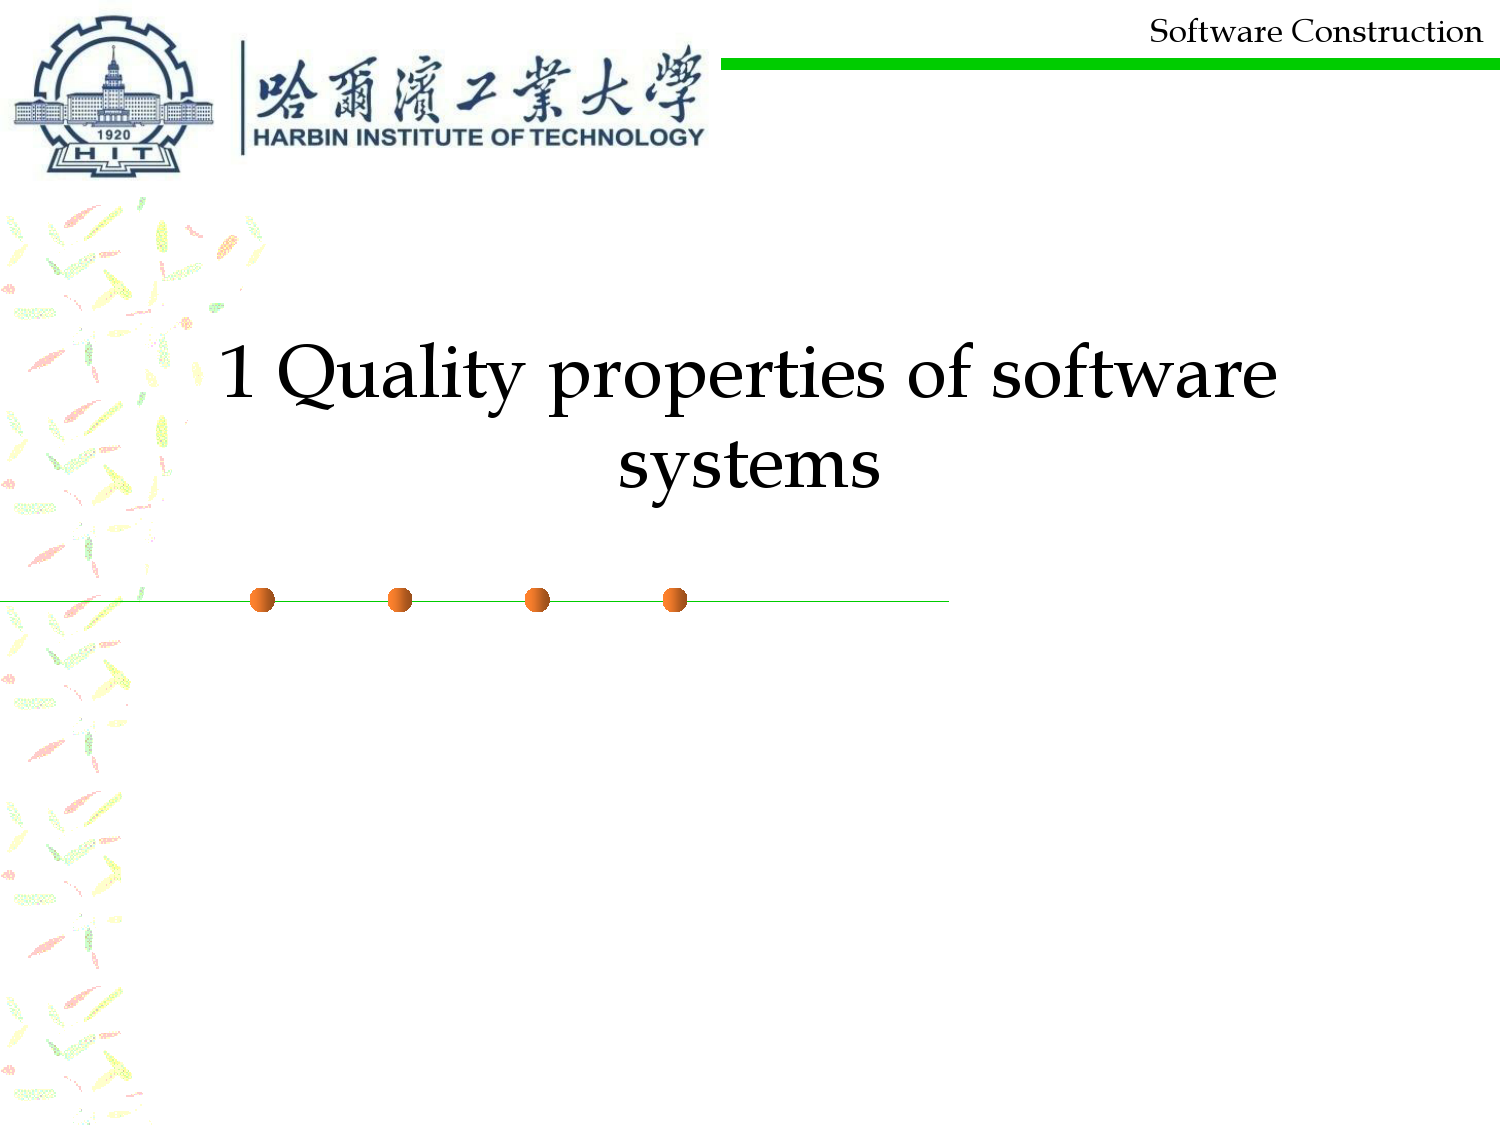 Software Construction
哈爾濱工業大學
HARBIN INSTITUTE OF TECHNOLOGY
1920
HIT
1 Quality properties of software
systems